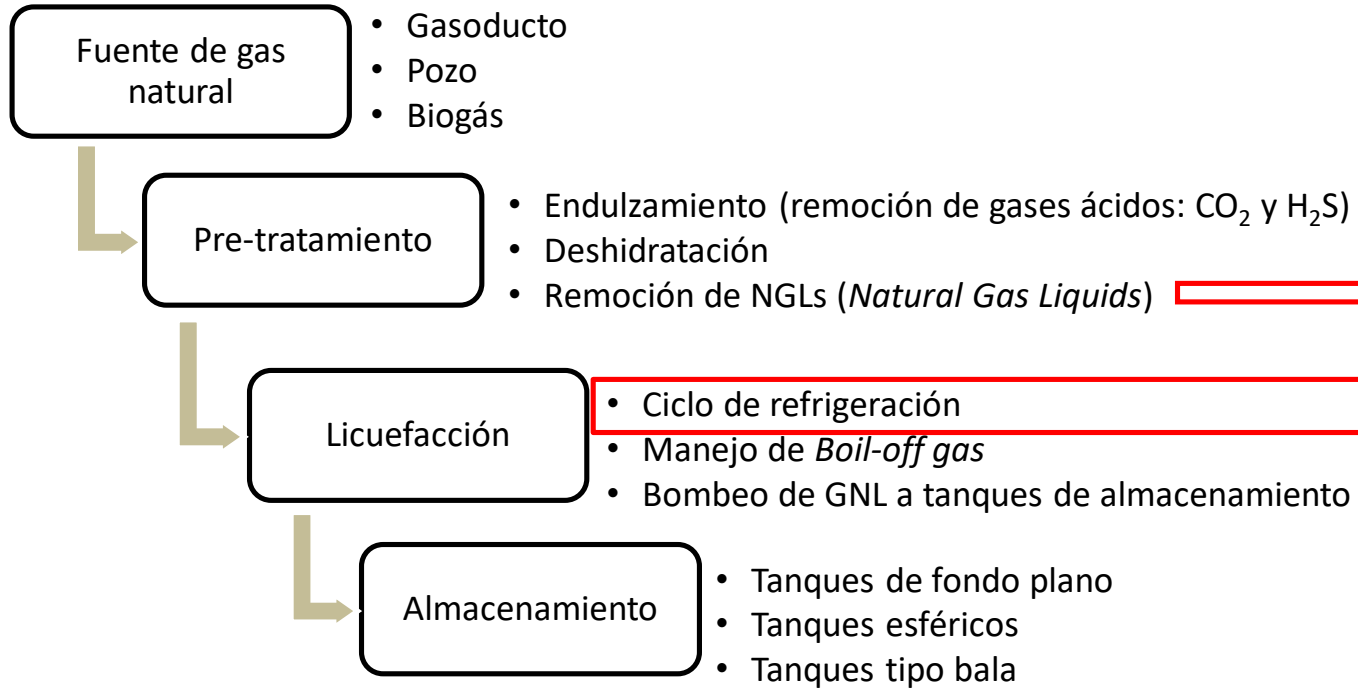 Fuente de gas
natural
• Gasoducto
• Pozo
• Biogás
Pre-tratamiento
• Endulzamiento (remoción de gases ácidos: CO₂ y H₂S)
• Deshidratación
• Remoción de NGLs (Natural Gas Liquids)
Licuefacción
• Ciclo de refrigeración
• Manejo de Boil-off gas
• Bombeo de GNL a tanques de almacenamiento
Almacenamiento
• Tanques de fondo plano
• Tanques esféricos
• Tanques tipo bala